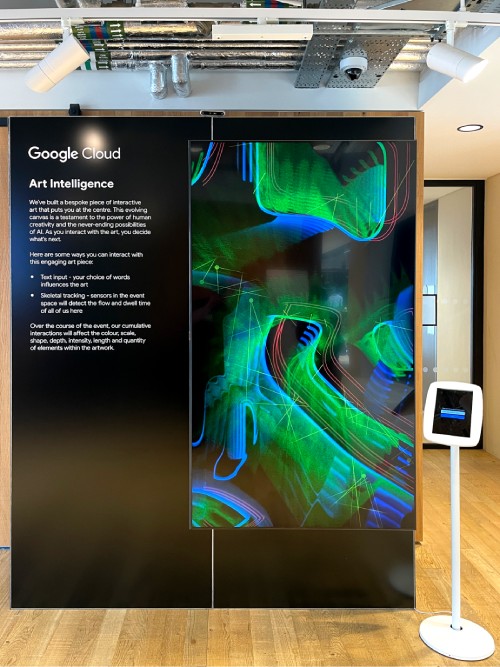 Google Cloud
Art Intelligence
We've built a bespoke piece of interactive
art that puts you at the centre. This evolving
canvas is a testament to the power of human
creativity and the never-ending possibilities
of AI. As you interact with the art, you decide
what's next.
Here are some ways you can interact with
this engaging art piece:
• Text input - your choice of words
influences the art
• Skeletal tracking - sensors in the event
space will detect the flow and dwell time
of all of us here
Over the course of the event, our cumulative
interactions will affect the colour, scale,
shape, depth, intensity, length and quantity
of elements within the artwork.